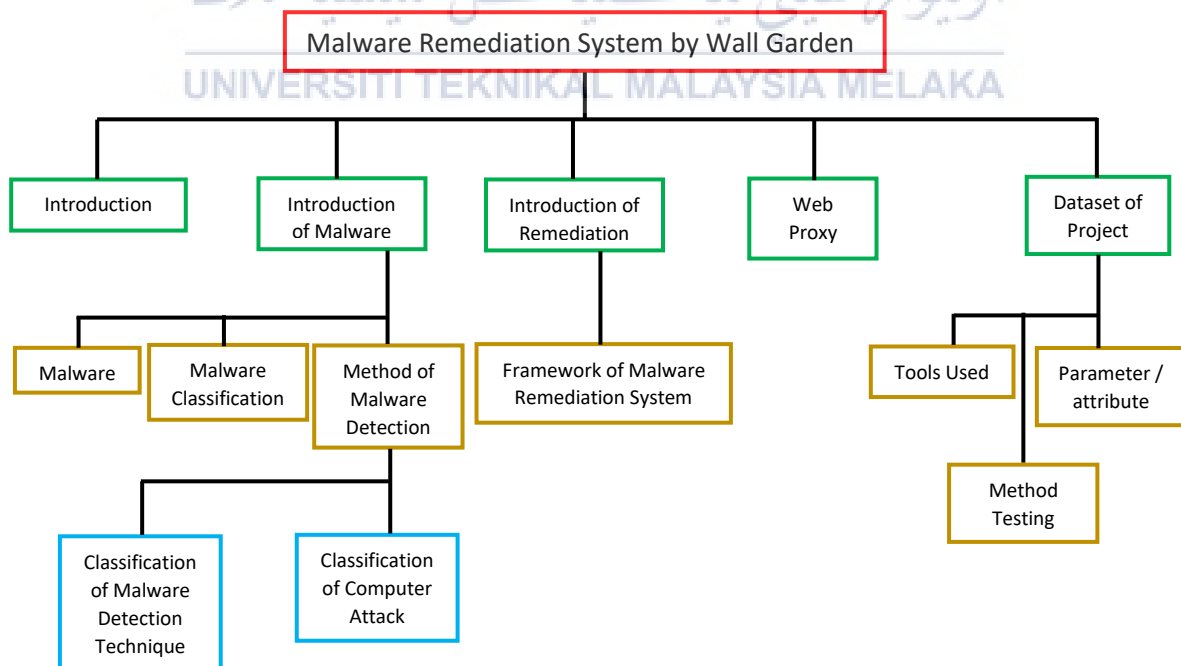 Malware Remediation System by Wall Garden
UNIVERSITI TEKNIKAL MALAYSIA MELAKA
Introduction
Introduction
of Malware
Introduction of
Remediation
Web
Proxy
Dataset of
Project
Malware
Malware
Classification
Method of
Malware
Detection
Framework of Malware
Remediation System
Tools Used
Parameter /
attribute
Method
Testing
Classification
of Malware
Detection
Technique
Classification
of Computer
Attack